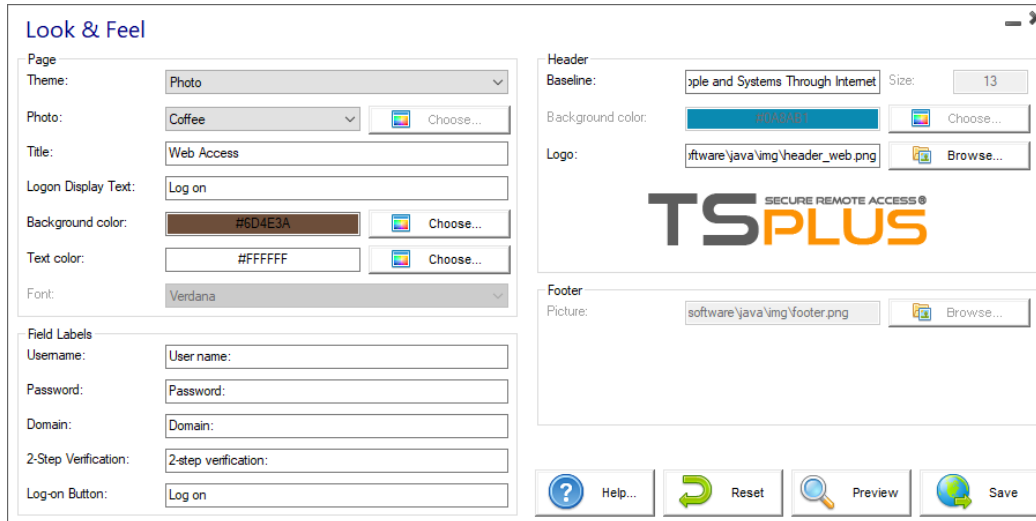 Look & Feel
Page
Theme: Photo
Photo: Coffee Choose...
Title: Web Access
Logon Display Text: Log on
Background color: #6D4E3A Choose...
Text color: #FFFFFF Choose...
Font: Verdana
Field Labels
Username: User name:
Password: Password:
Domain: Domain:
2-Step Verification: 2-step verification:
Log-on Button: Log on
Header
Baseline: ople and Systems Through Internet Size: 13
Background color: #0A8AB1 Choose...
Logo: oftware\java\img\header_web.png Browse...
TSPLUS SECURE REMOTE ACCESS®
Footer
Picture: software\java\img\footer.png Browse...
Help... Reset Preview Save